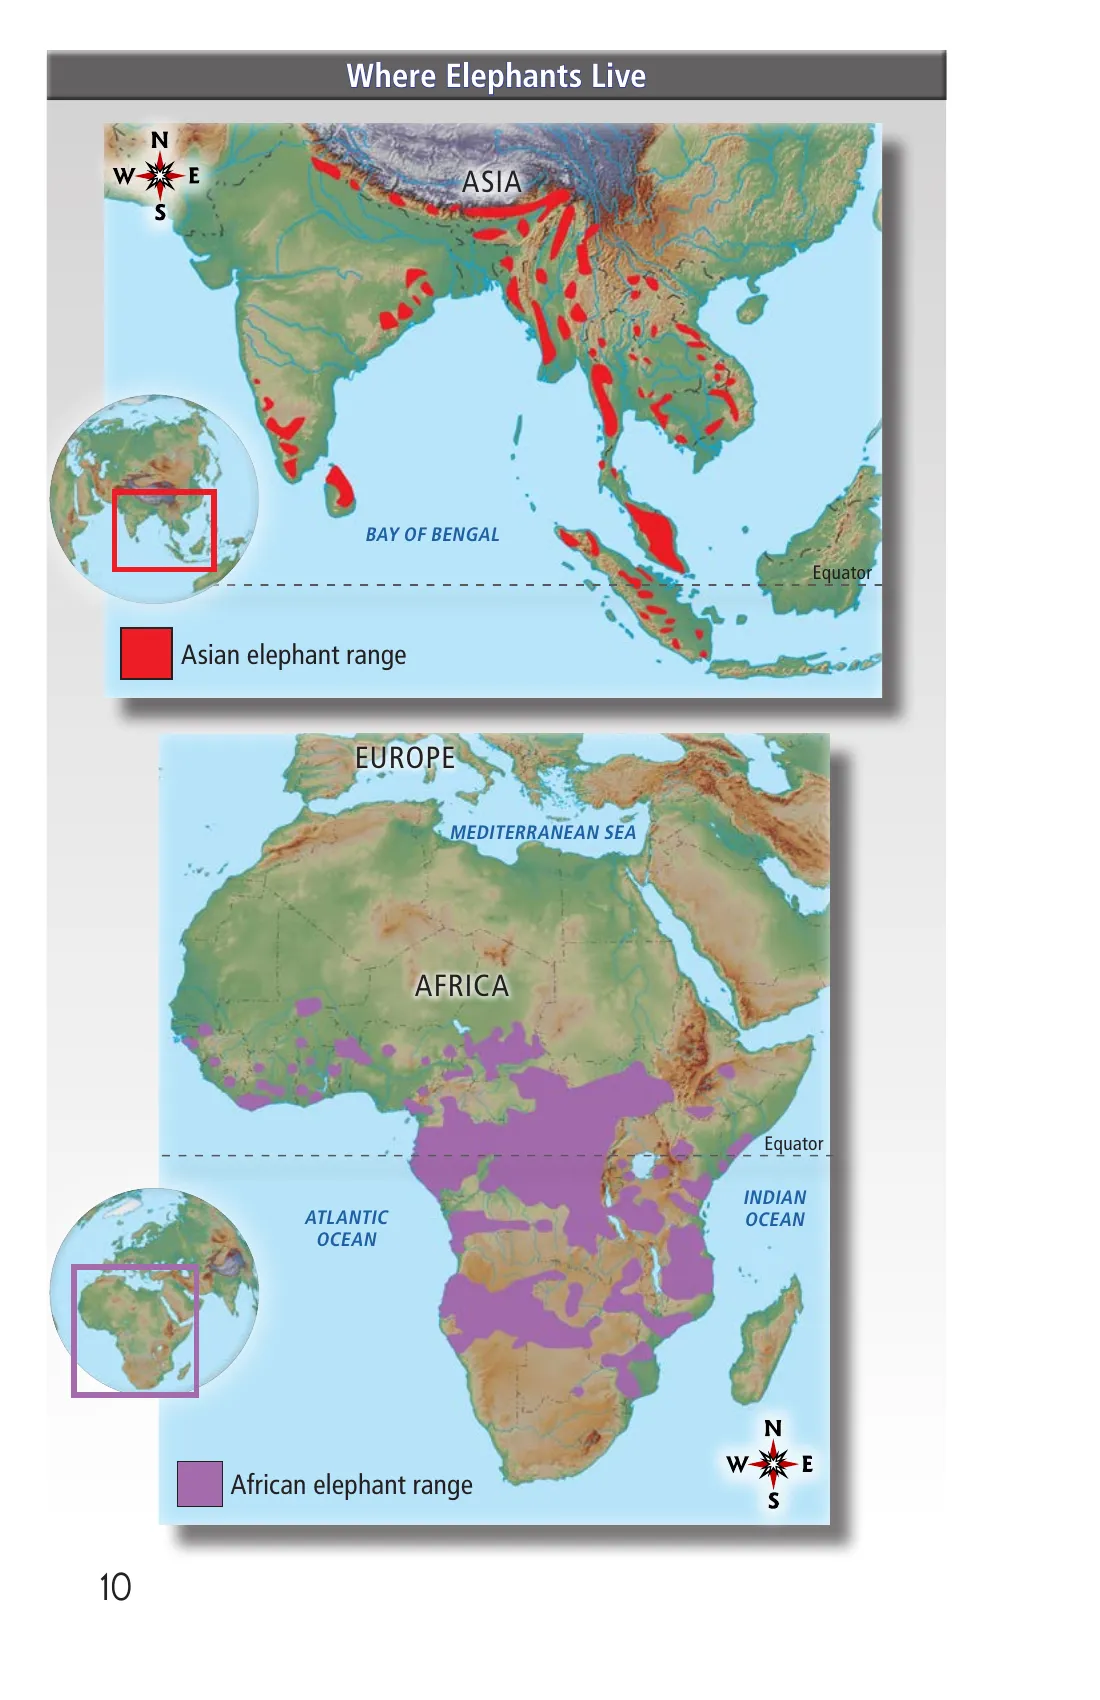 Where Elephants Live
N
W E
S
ASIA
BAY OF BENGAL
Equator
Asian elephant range
EUROPE
MEDITERRANEAN SEA
AFRICA
Equator
ATLANTIC
OCEAN
INDIAN
OCEAN
N
W E
S
African elephant range
10